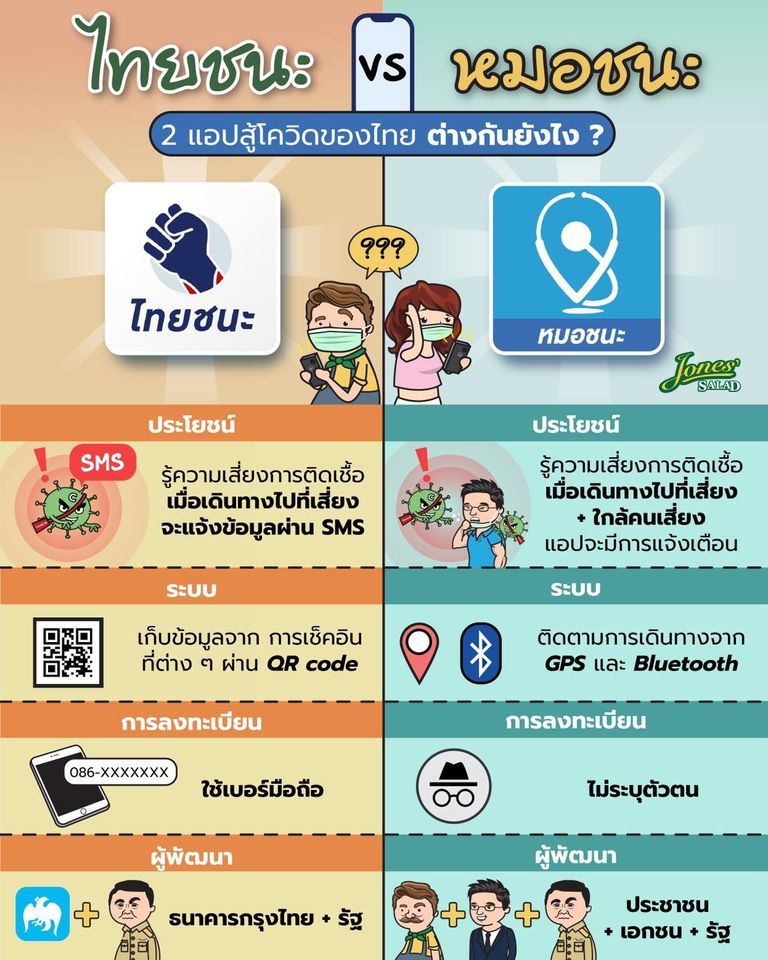 ไทยชนะ VS หมอชนะ
2 แอปสู้โควิดของไทย ต่างกันยังไง ?
???
ไทยชนะ
หมอชนะ
Jones'
SALAD
ประโยชน์
SMS
รู้ความเสี่ยงการติดเชื้อ
เมื่อเดินทางไปที่เสี่ยง
จะแจ้งข้อมูลผ่าน SMS
ประโยชน์
รู้ความเสี่ยงการติดเชื้อ
เมื่อเดินทางไปที่เสี่ยง
+ ใกล้คนเสี่ยง
แอปจะมีการแจ้งเตือน
ระบบ
เก็บข้อมูลจาก การเช็คอิน
ที่ต่าง ๆ ผ่าน QR code
ระบบ
ติดตามการเดินทางจาก
GPS และ Bluetooth
การลงทะเบียน
086-XXXXXXX
ใช้เบอร์มือถือ
การลงทะเบียน
ไม่ระบุตัวตน
ผู้พัฒนา
ธนาคารกรุงไทย + รัฐ
ผู้พัฒนา
ประชาชน
+ เอกชน + รัฐ